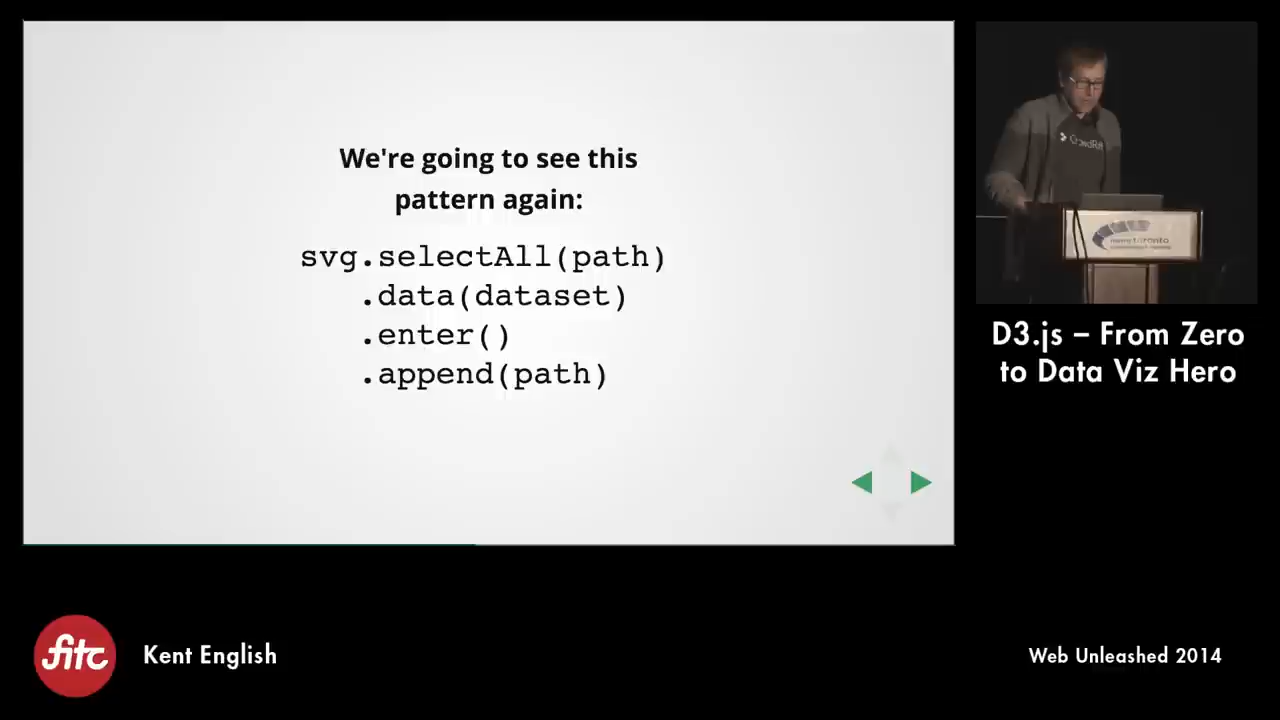 We're going to see this
pattern again:
svg.selectAll(path)
.data(dataset)
.enter()
.append(path)
D3.js – From Zero
to Data Viz Hero
fitc
Kent English
Web Unleashed 2014